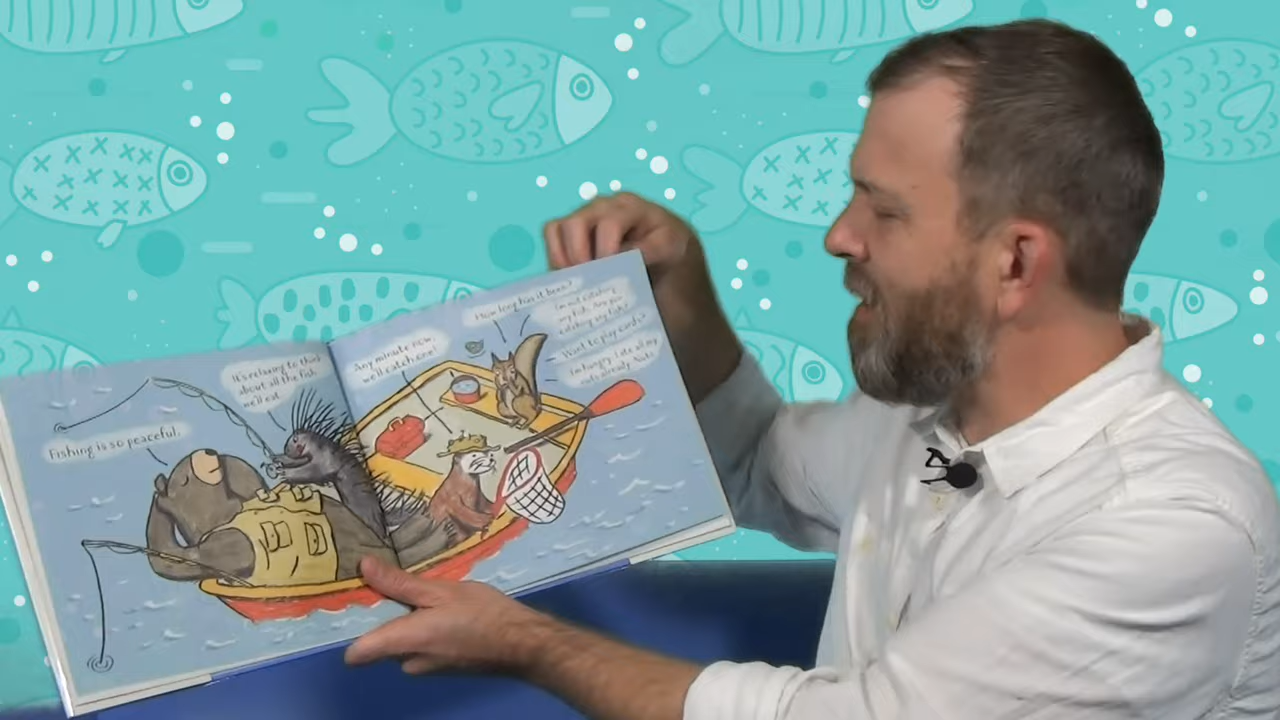 Fishing is so peaceful.
It's relaxing to think
about all the fish
we'll eat
Any minute now,
we'll catch one!
How long has it been?
I'm not catching
any fish. Are you
catching any fish?
Want to play cards?
I'm hungry. I ate all my
nuts already. Nuts